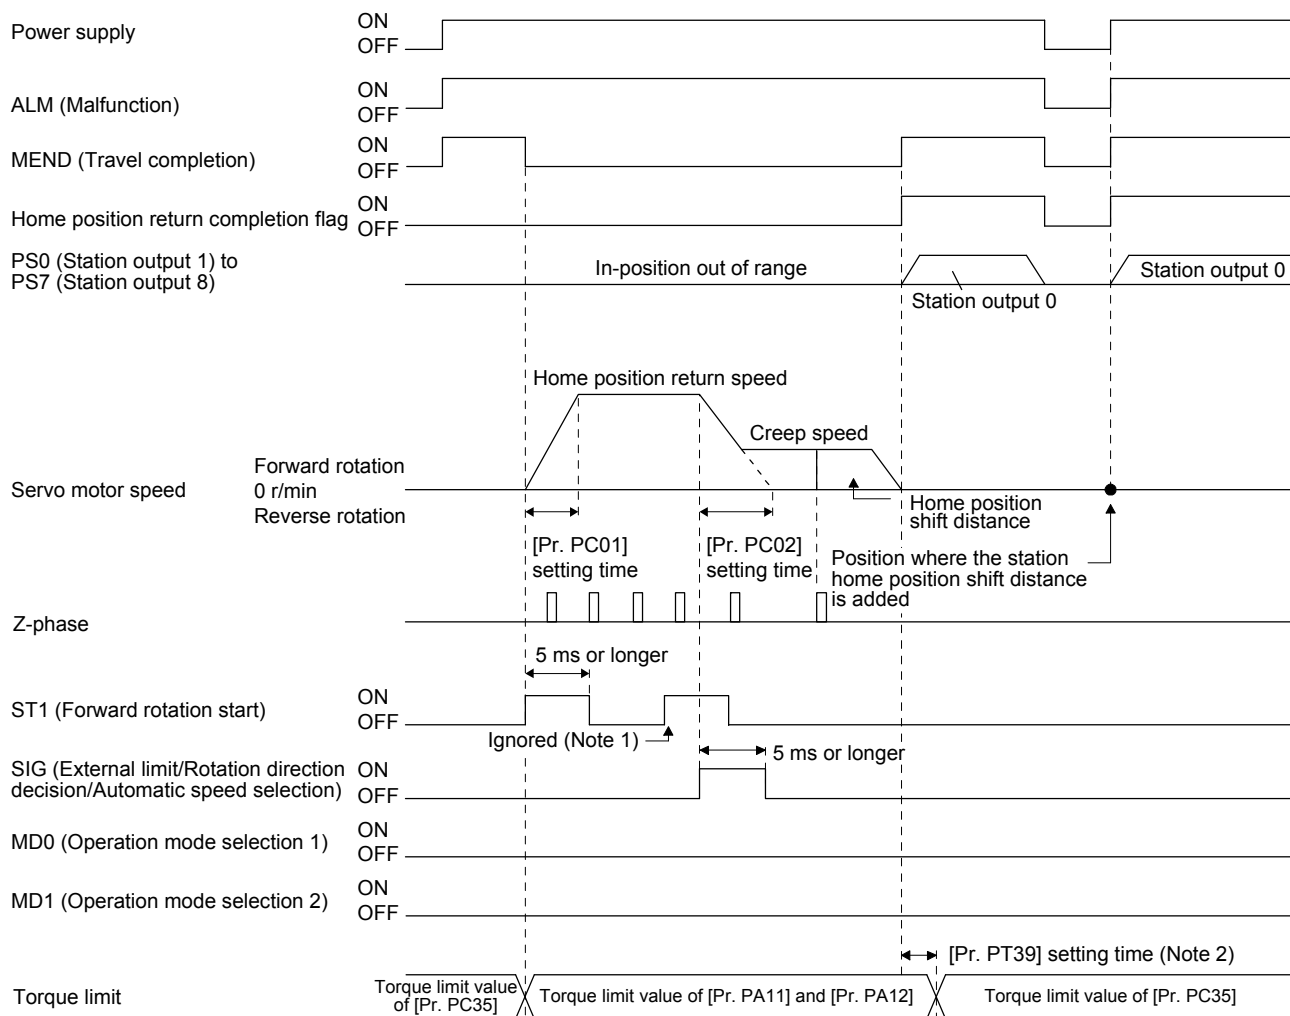 Power supply
ON
OFF
ALM (Malfunction)
ON
OFF
MEND (Travel completion)
ON
OFF
Home position return completion flag
ON
OFF
PS0 (Station output 1) to
PS7 (Station output 8)
In-position out of range
Station output 0
Station output 0
Home position return speed
Creep speed
Servo motor speed
Forward rotation
0 r/min
Reverse rotation
Home position
shift distance
[Pr. PC01]
setting time
[Pr. PC02]
setting time
Position where the station
home position shift distance
is added
Z-phase
5 ms or longer
ST1 (Forward rotation start)
ON
OFF
Ignored (Note 1)
5 ms or longer
SIG (External limit/Rotation direction
decision/Automatic speed selection)
ON
OFF
MD0 (Operation mode selection 1)
ON
OFF
MD1 (Operation mode selection 2)
ON
OFF
[Pr. PT39] setting time (Note 2)
Torque limit
Torque limit value
of [Pr. PC35]
Torque limit value of [Pr. PA11] and [Pr. PA12]
Torque limit value of [Pr. PC35]